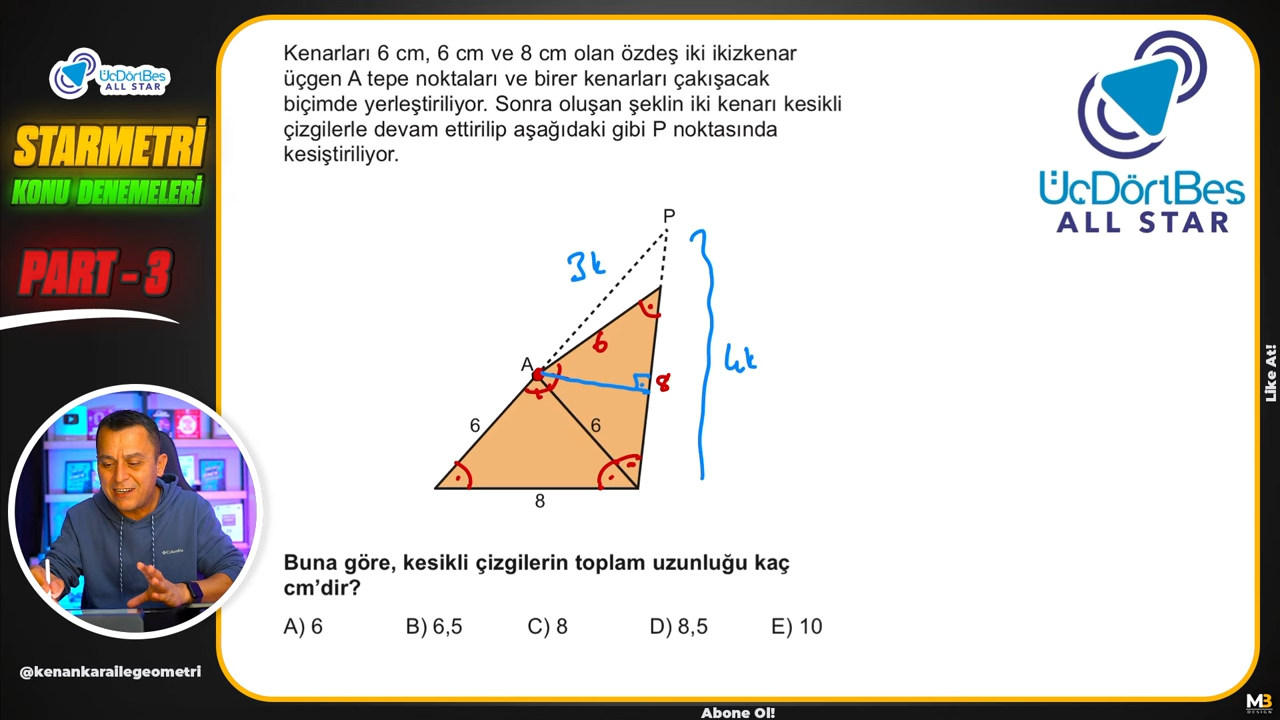 ÜçDörtBeş
ALL STAR
STARMETRİ
KONU DENEMELERİ
PART - 3
@kenankarailegeometri
Kenarları 6 cm, 6 cm ve 8 cm olan özdeş iki ikizkenar
üçgen A tepe noktaları ve birer kenarları çakışacak
biçimde yerleştiriliyor. Sonra oluşan şeklin iki kenarı kesikli
çizgilerle devam ettirilip aşağıdaki gibi P noktasında
kesiştiriliyor.
P
3k
A
6
8
4k
6
6
8
Buna göre, kesikli çizgilerin toplam uzunluğu kaç
cm'dir?
A) 6 B) 6,5 C) 8 D) 8,5 E) 10
ÜçDörtBeş
ALL STAR
Like At!
Abone Ol!
MB
DESIGN